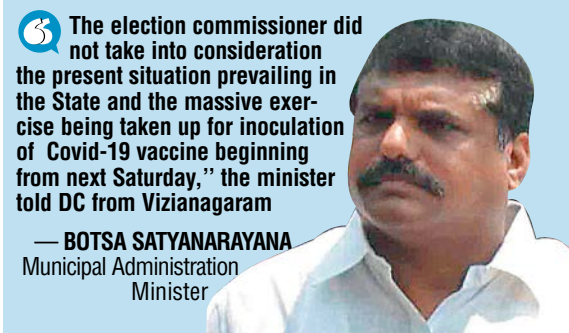 The election commissioner did
not take into consideration
the present situation prevailing in
the State and the massive exer-
cise being taken up for inoculation
of Covid-19 vaccine beginning
from next Saturday,’’ the minister
told DC from Vizianagaram
— BOTSA SATYANARAYANA
Municipal Administration
Minister